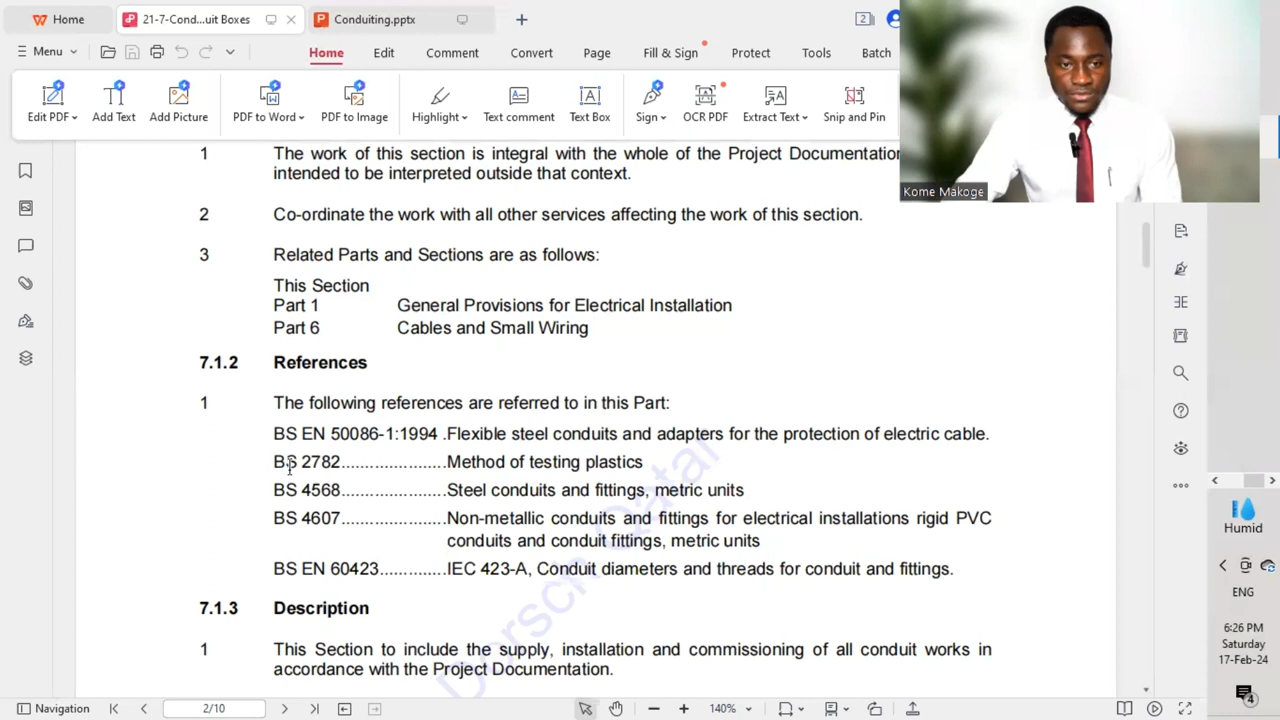 Home
21-7-Cond...uit Boxes
Conduiting.pptx
2
Menu
Home
Edit
Comment
Convert
Page
Fill & Sign
Protect
Tools
Batch
Edit PDF
Add Text
Add Picture
PDF to Word
PDF to Image
Highlight
Text comment
Text Box
Sign
OCR PDF
Extract Text
Snip and Pin
Kome Makoge
1 The work of this section is integral with the whole of the Project Documentation
intended to be interpreted outside that context.
2 Co-ordinate the work with all other services affecting the work of this section.
3 Related Parts and Sections are as follows:
This Section
Part 1 General Provisions for Electrical Installation
Part 6 Cables and Small Wiring
7.1.2 References
1 The following references are referred to in this Part:
BS EN 50086-1:1994 .Flexible steel conduits and adapters for the protection of electric cable.
BS 2782......................Method of testing plastics
BS 4568......................Steel conduits and fittings, metric units
BS 4607......................Non-metallic conduits and fittings for electrical installations rigid PVC
conduits and conduit fittings, metric units
BS EN 60423..............IEC 423-A, Conduit diameters and threads for conduit and fittings.
7.1.3 Description
1 This Section to include the supply, installation and commissioning of all conduit works in
accordance with the Project Documentation.
Dorsch Qatar
Humid
ENG
6:26 PM
Saturday
17-Feb-24
4
Navigation
2/10
140%